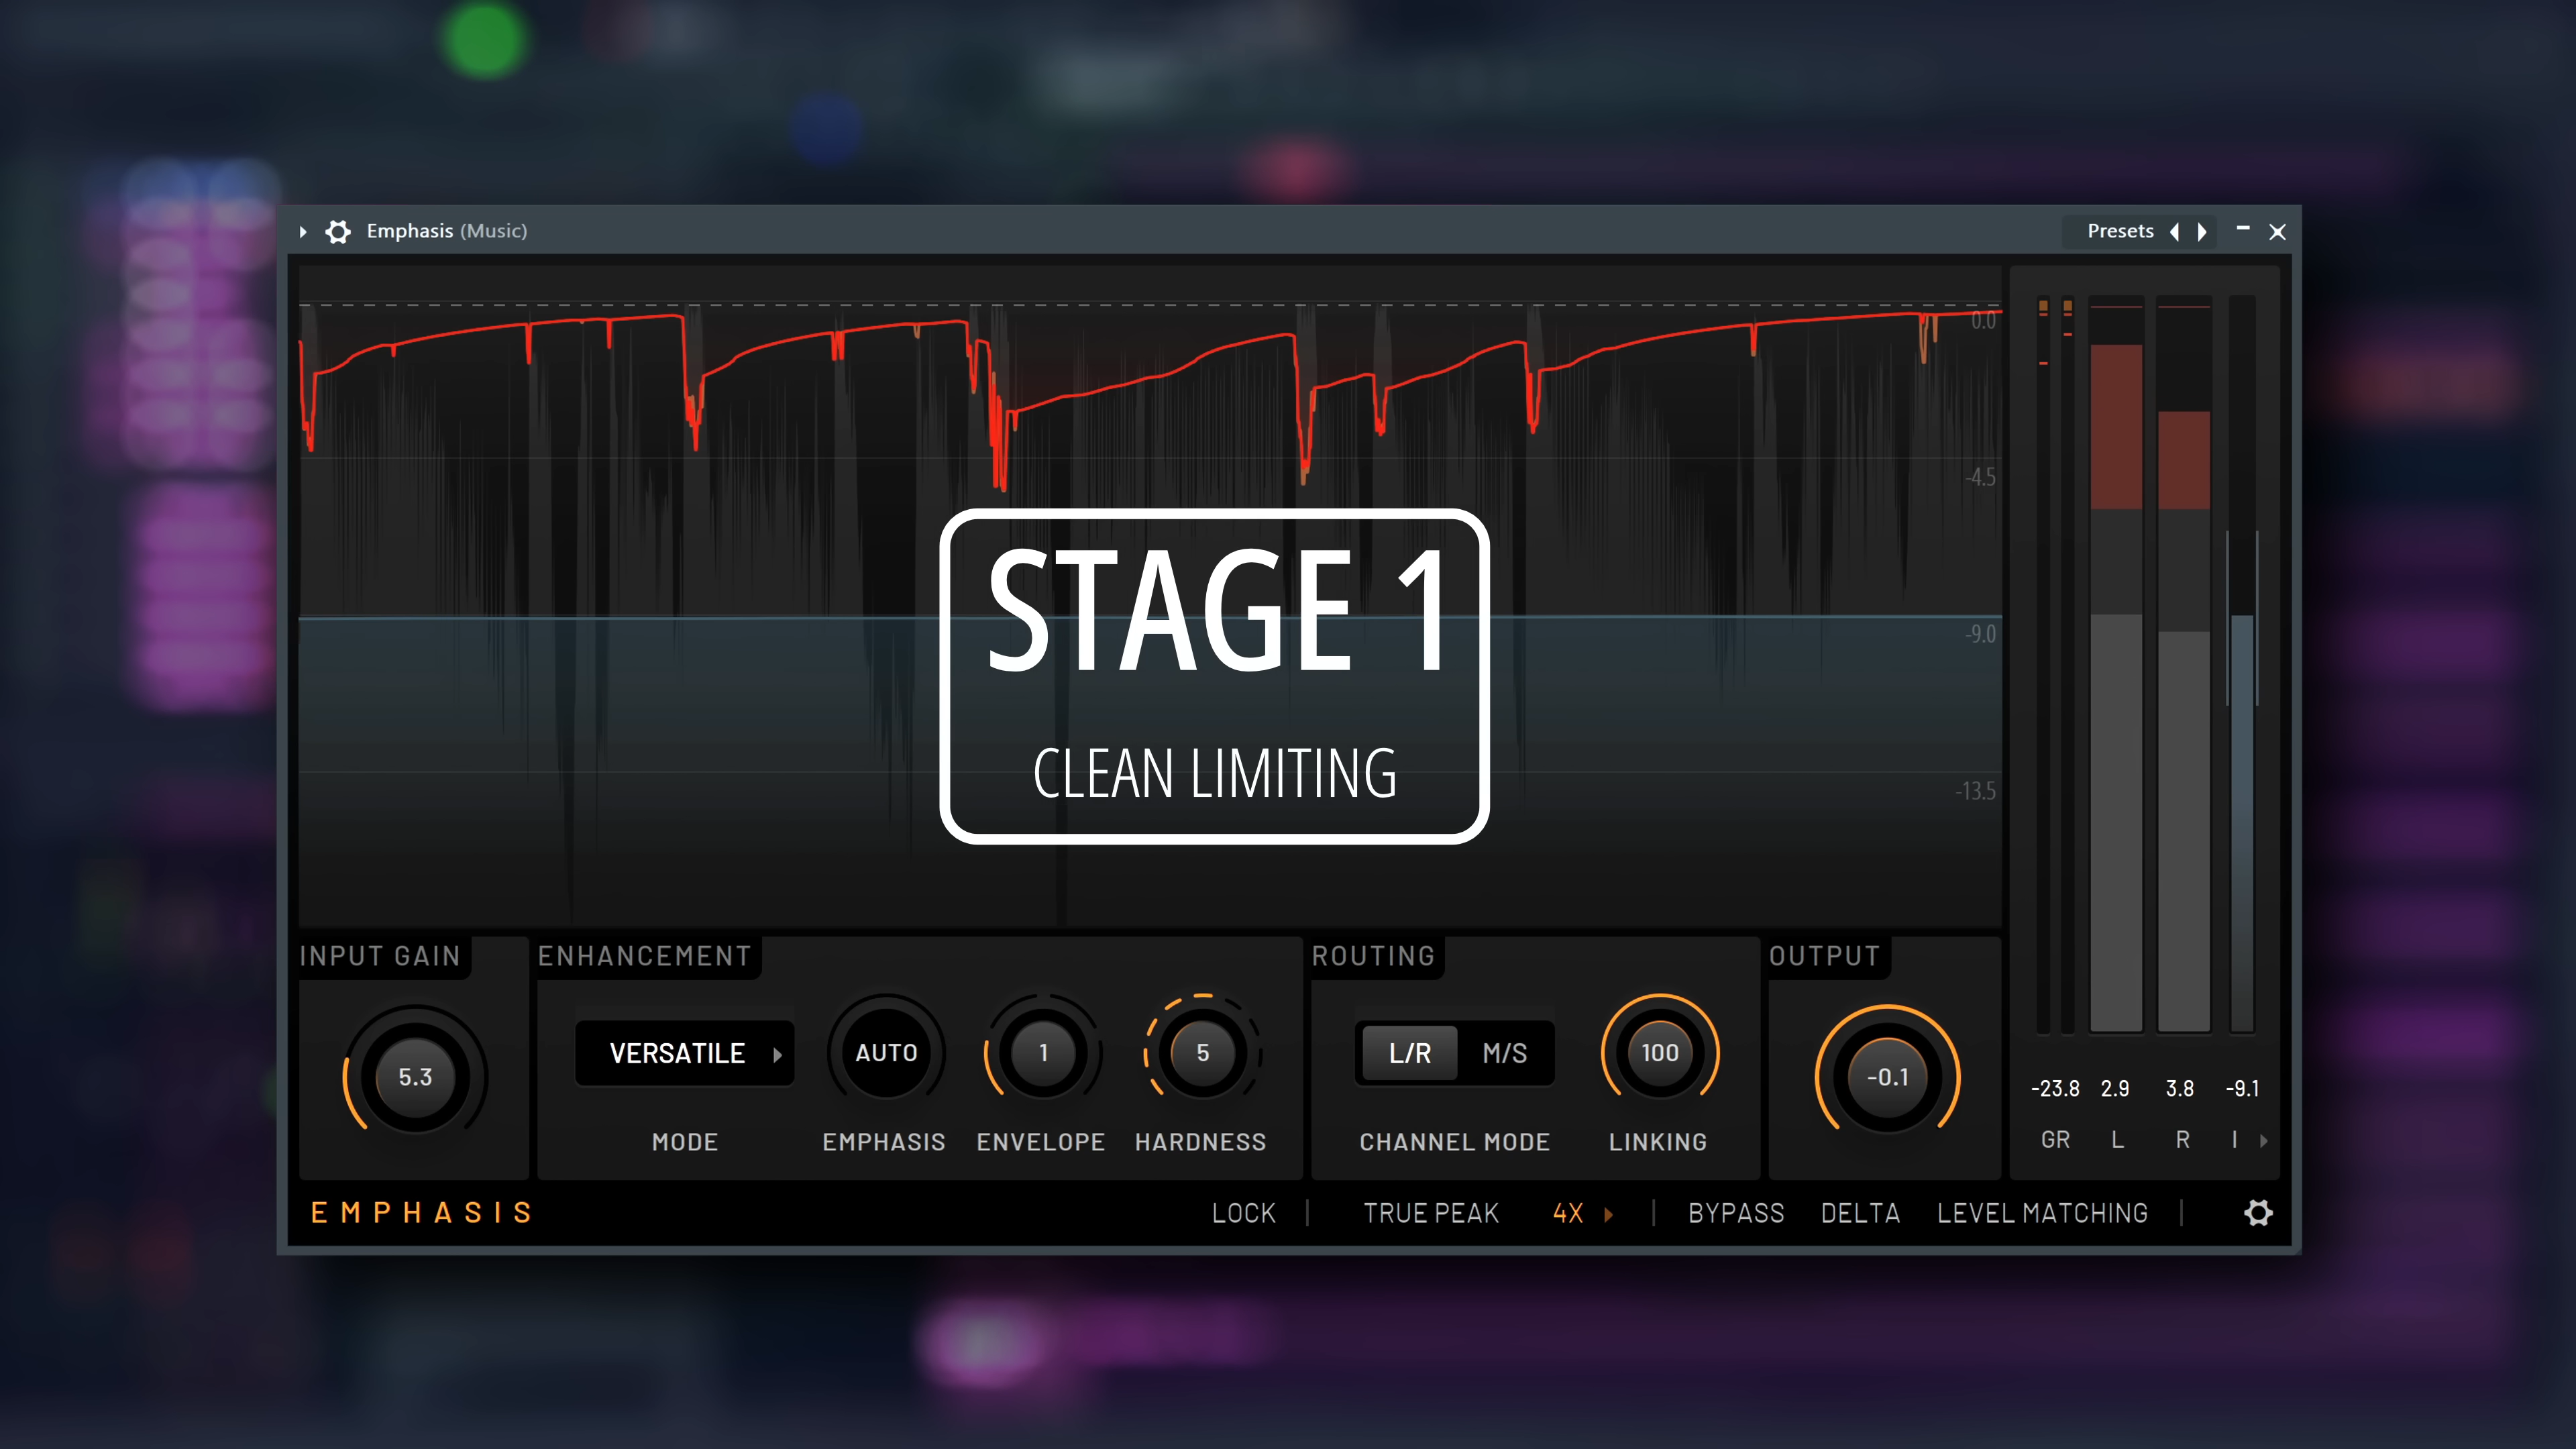 Emphasis (Music)
Presets
0.0
-4.5
-9.0
-13.5
STAGE 1
CLEAN LIMITING
INPUT GAIN
ENHANCEMENT
ROUTING
OUTPUT
5.3
VERSATILE
AUTO
1
5
L/R
M/S
100
-0.1
MODE
EMPHASIS
ENVELOPE
HARDNESS
CHANNEL MODE
LINKING
-23.8 2.9 3.8 -9.1
GR L R I
EMPHASIS
LOCK
TRUE PEAK
4X
BYPASS
DELTA
LEVEL MATCHING